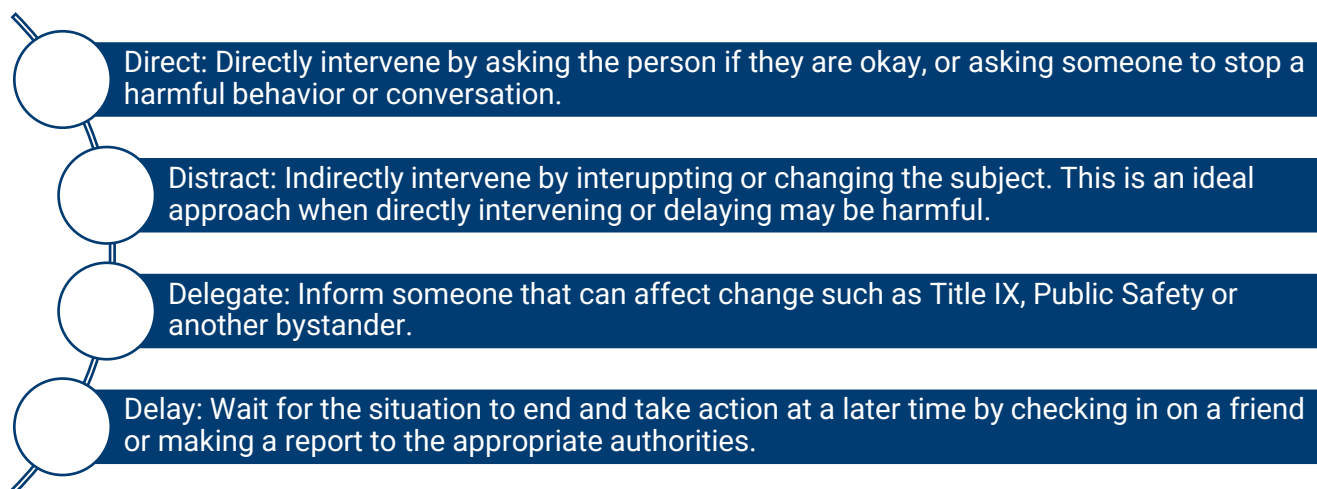 Direct: Directly intervene by asking the person if they are okay, or asking someone to stop a
harmful behavior or conversation.
Distract: Indirectly intervene by interuppting or changing the subject. This is an ideal
approach when directly intervening or delaying may be harmful.
Delegate: Inform someone that can affect change such as Title IX, Public Safety or
another bystander.
Delay: Wait for the situation to end and take action at a later time by checking in on a friend
or making a report to the appropriate authorities.